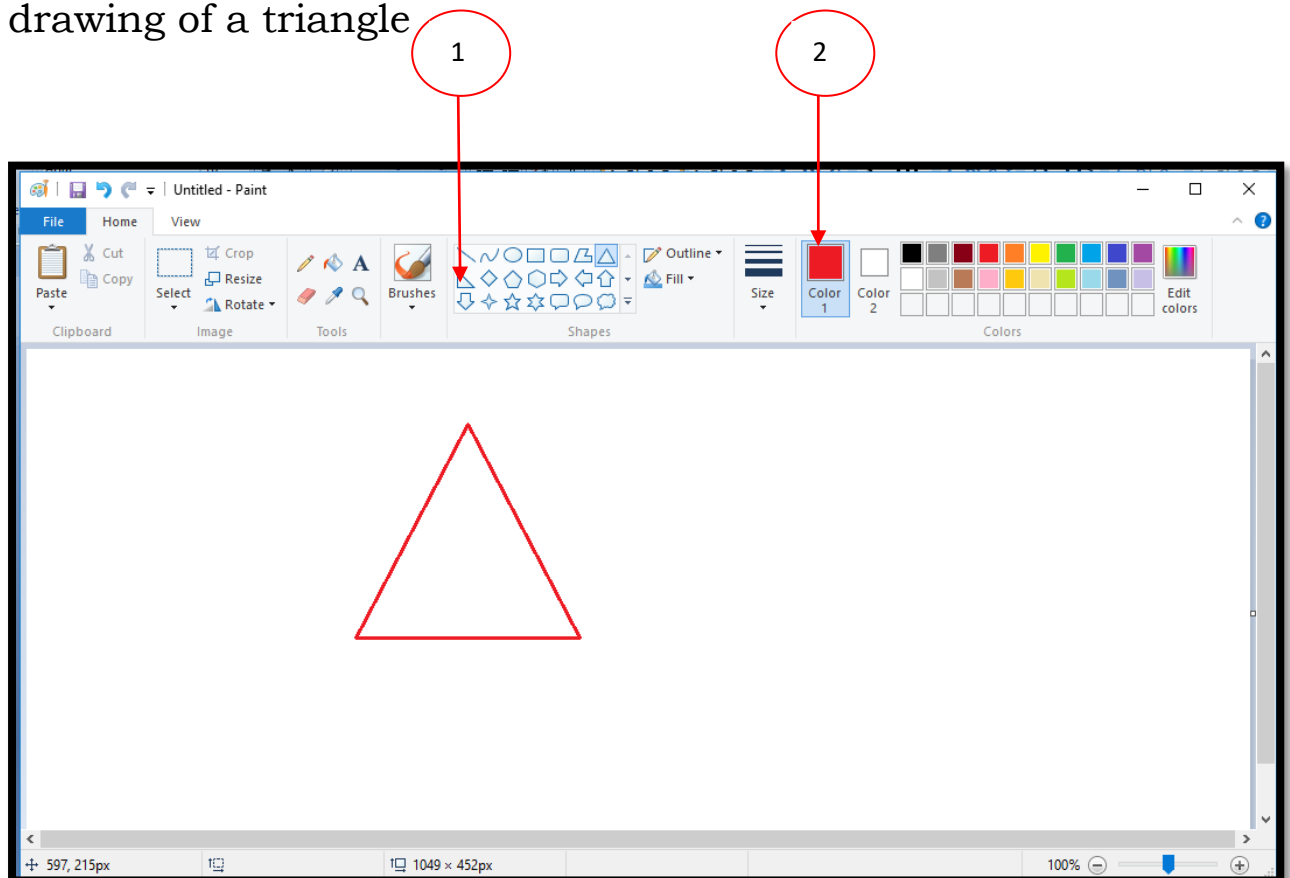 drawing of a triangle
1 2
Untitled - Paint
File Home View
Cut
Copy
Paste
Clipboard
Select
Crop
Resize
Rotate
Image
A
Tools
Brushes
Shapes
Outline
Fill
Size
Color 1
Color 2
Edit colors
Colors
597, 215px 1049 × 452px 100%